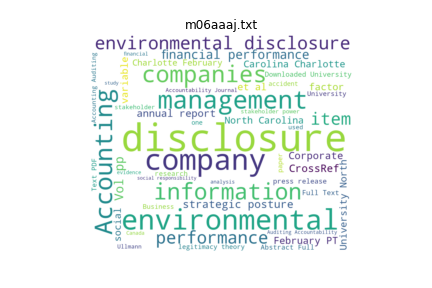 m06aaaj.txt
environmental disclosure
financial performance
Carolina Charlotte
companies
Charlotte February
Downloaded University
variable
et al
factor
Accounting Auditing
Accountability Journal
University
stakeholder
management
stakeholder power
accident
annual report
North Carolina
item
one
used
disclosure
Accounting
company
Corporate
CrossRef
evidence
research
social responsibility
analysis
paper
press release
Text PDF
information
Full Text
Vol pp
social
Business
strategic posture
University North
environmental
Canada
performance
Auditing Accountability
February PT
Ullmann
legitimacy theory
Abstract Full
financial
study